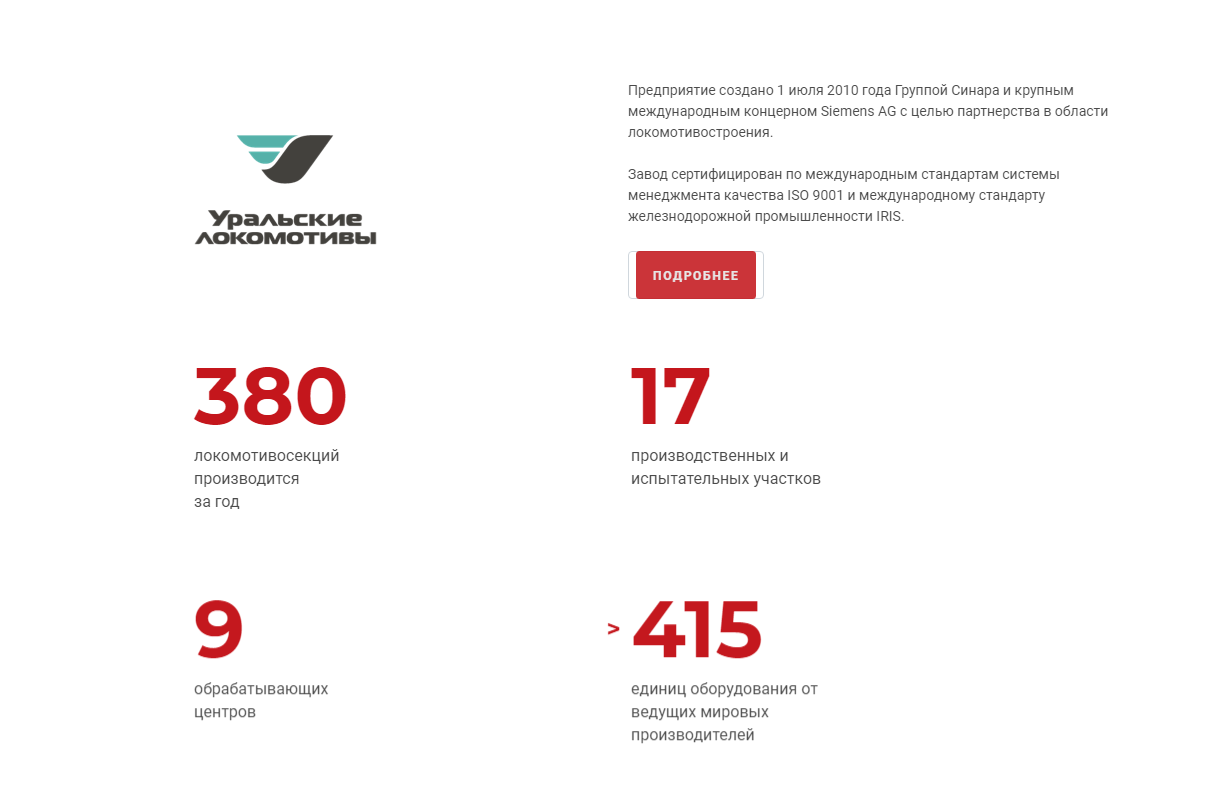 Уральские
локомотивы
Предприятие создано 1 июля 2010 года Группой Синара и крупным
международным концерном Siemens AG с целью партнерства в области
локомотивостроения.
Завод сертифицирован по международным стандартам системы
менеджмента качества ISO 9001 и международному стандарту
железнодорожной промышленности IRIS.
ПОДРОБНЕЕ
380
локомотивосекций
производится
за год
17
производственных и
испытательных участков
9
обрабатывающих
центров
> 415
единиц оборудования от
ведущих мировых
производителей